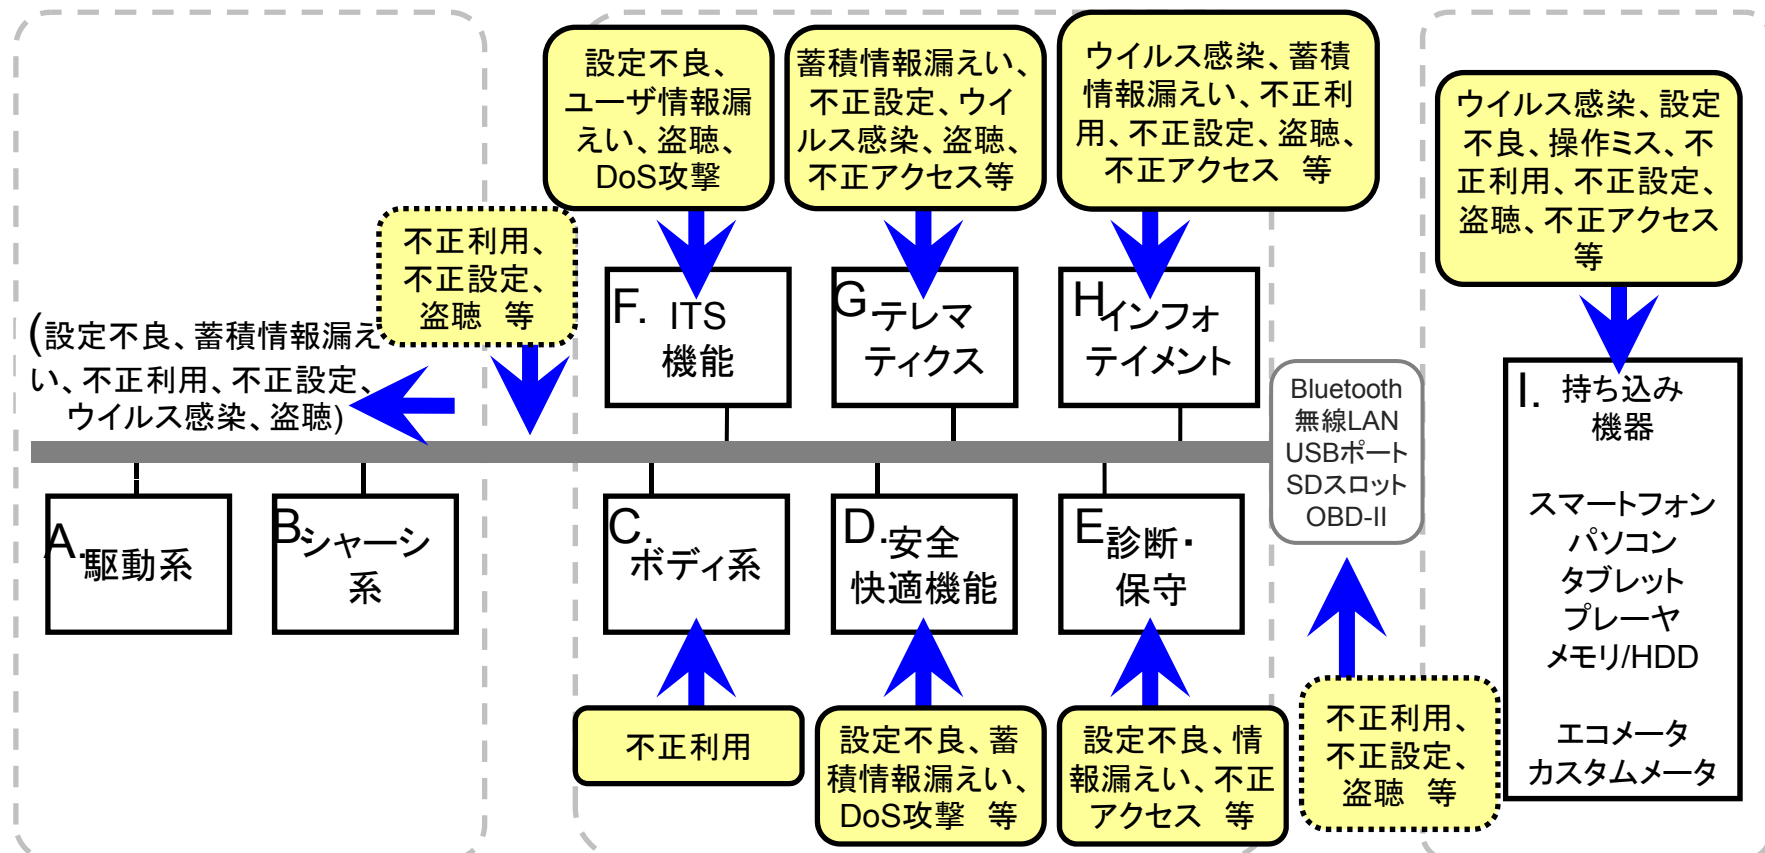 設定不良、
ユーザ情報漏
えい、盗聴、
DoS攻撃
蓄積情報漏えい、
不正設定、ウイ
ルス感染、盗聴、
不正アクセス等
ウイルス感染、蓄積
情報漏えい、不正利
用、不正設定、盗聴、
不正アクセス 等
ウイルス感染、設定
不良、操作ミス、不
正利用、不正設定、
盗聴、不正アクセス
等
不正利用、
不正設定、
盗聴 等
(設定不良、蓄積情報漏え
い、不正利用、不正設定、
ウイルス感染、盗聴)
F. ITS
機能
G.テレマ
ティクス
H.インフォ
テイメント
Bluetooth
無線LAN
USBポート
SDスロット
OBD-II
I. 持ち込み
機器
スマートフォン
パソコン
タブレット
プレーヤ
メモリ/HDD
エコメータ
カスタムメータ
A.駆動系
B.シャーシ
系
C.
ボディ系
D.安全
快適機能
E.診断・
保守
不正利用
設定不良、蓄
積情報漏えい、
DoS攻撃 等
設定不良、情
報漏えい、不正
アクセス 等
不正利用、
不正設定、
盗聴 等